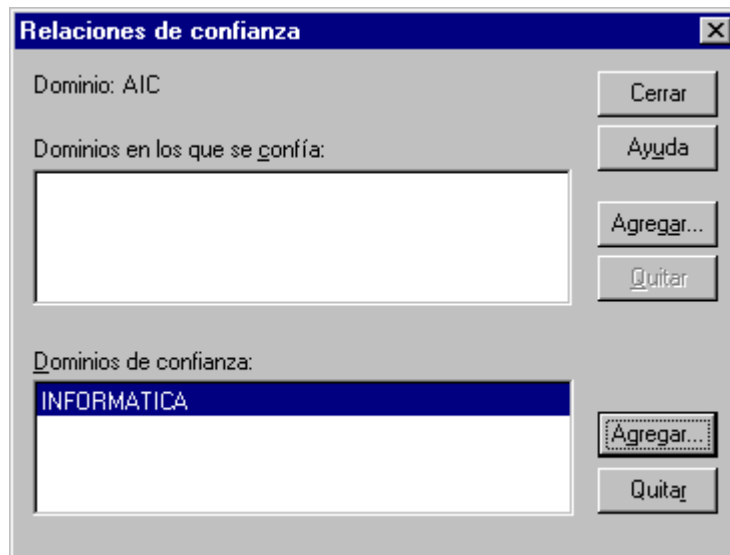 Relaciones de confianza
Dominio: AIC
Cerrar
Dominios en los que se confía:
Ayuda
Agregar...
Quitar
Dominios de confianza:
INFORMATICA
Agregar...
Quitar